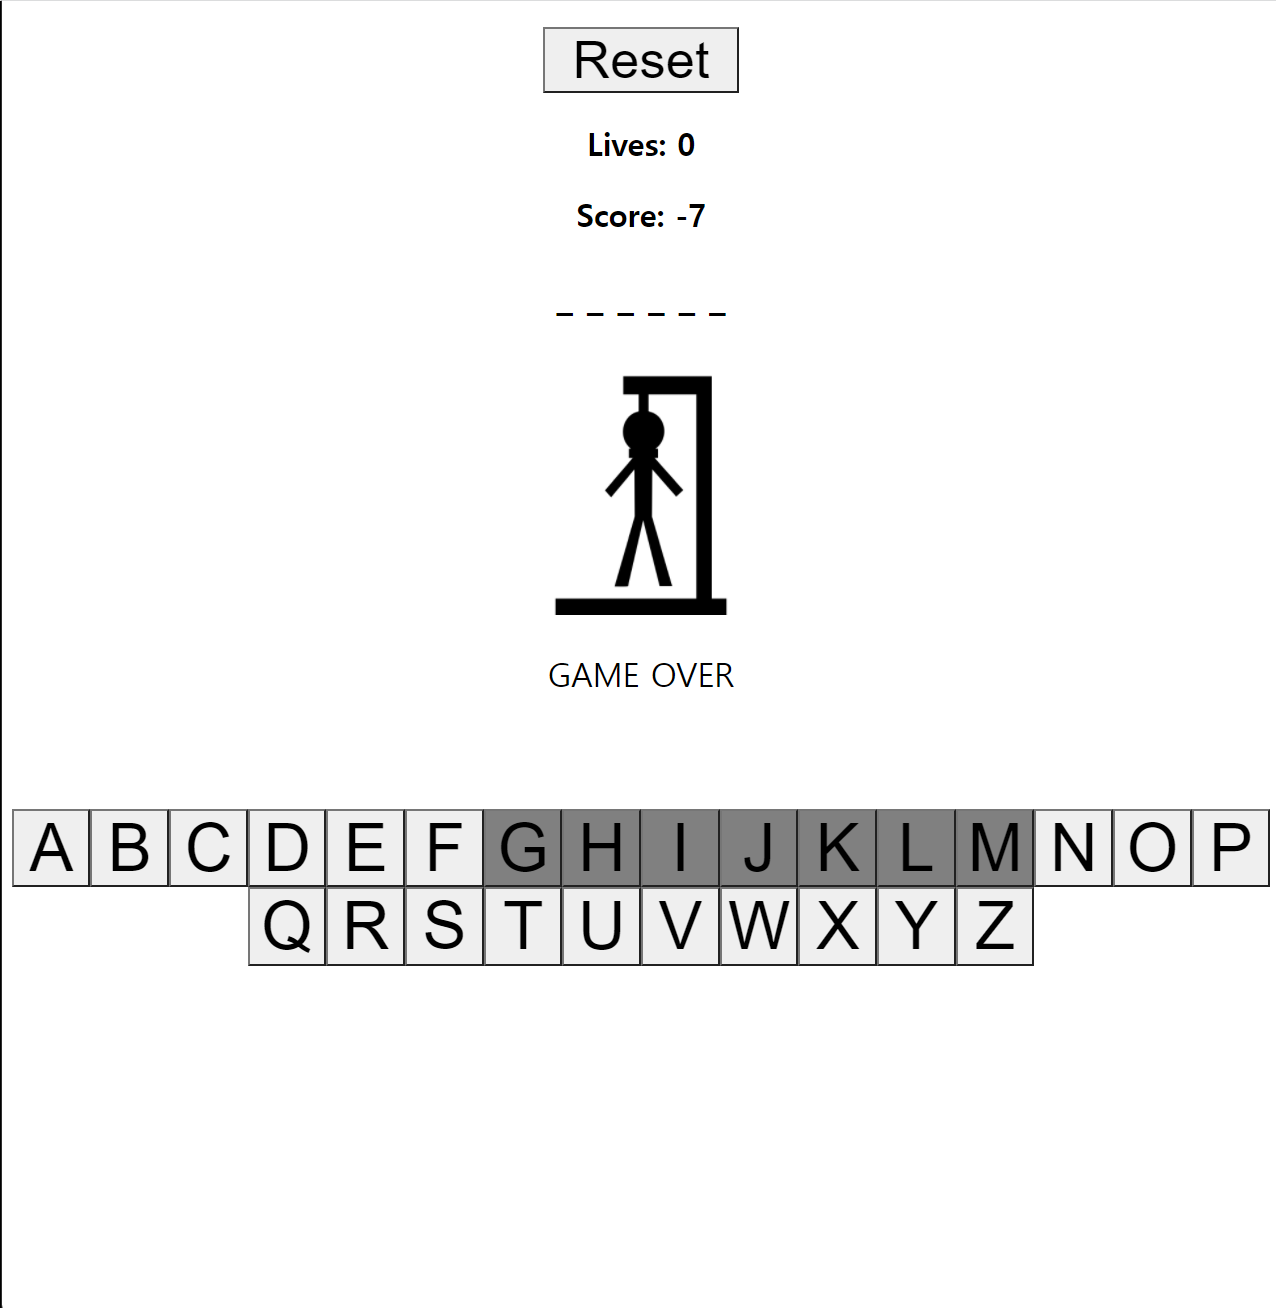 Reset
Lives: 0
Score: -7
_ _ _ _ _ _
GAME OVER
A B C D E F G H I J K L M N O P
Q R S T U V W X Y Z